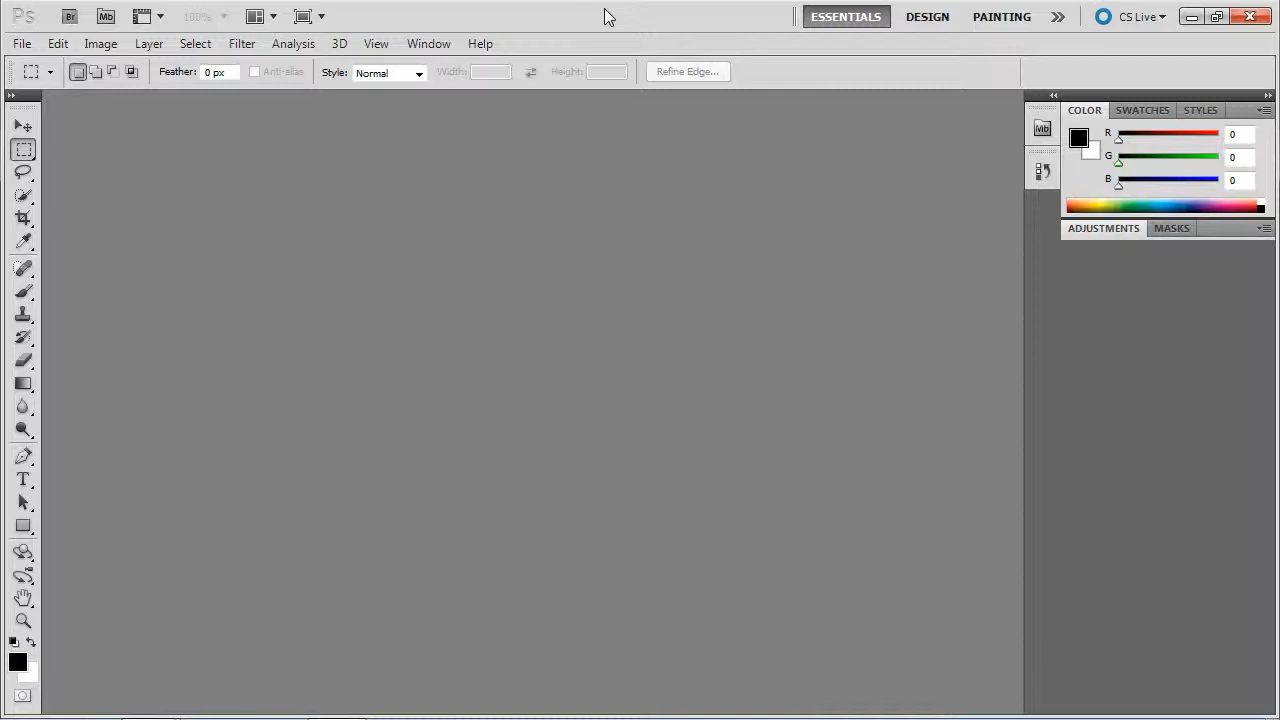 Ps Br Mb 100% ESSENTIALS DESIGN PAINTING CS Live
File Edit Image Layer Select Filter Analysis 3D View Window Help
Feather: 0 px Anti-alias Style: Normal Width: Height: Refine Edge...
COLOR SWATCHES STYLES
Mb
R 0
G 0
B 0
ADJUSTMENTS MASKS
T